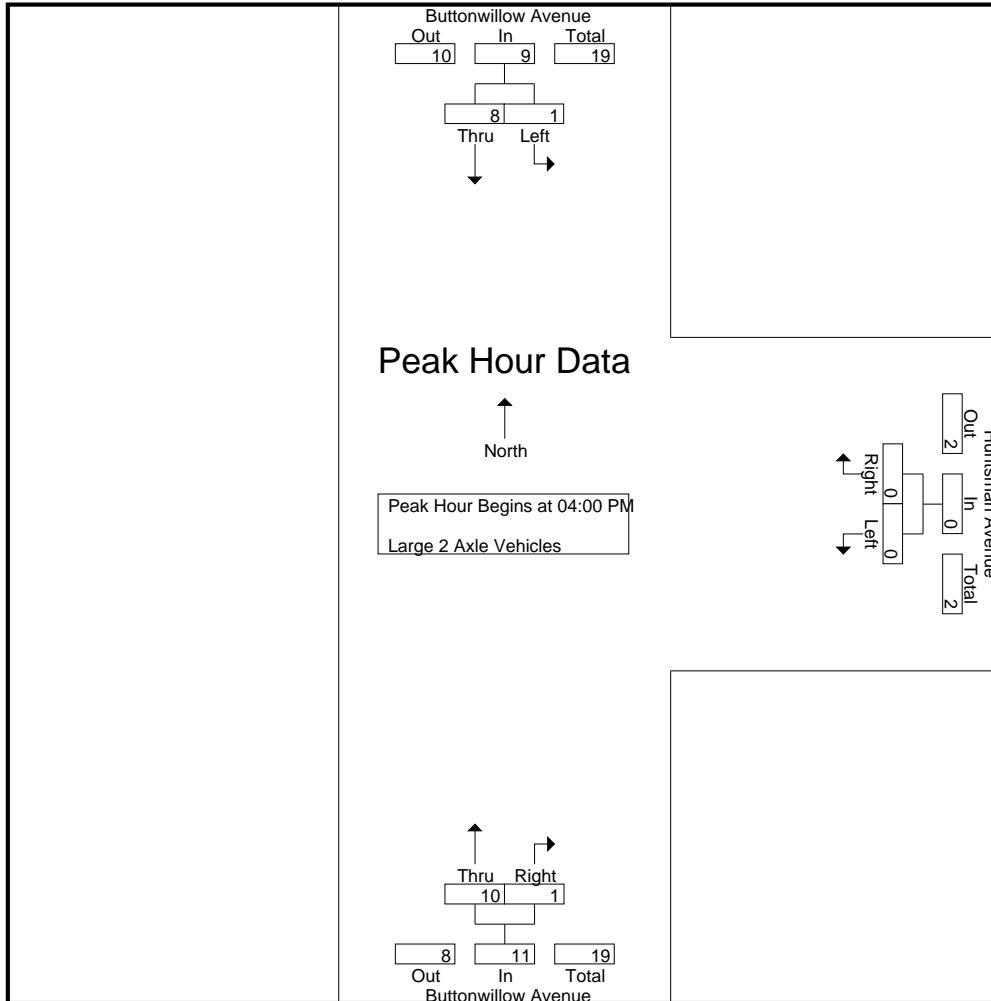 Buttonwillow Avenue
Out In Total
10 9 19
8 1
Thru Left
Peak Hour Data
North
Peak Hour Begins at 04:00 PM
Large 2 Axle Vehicles
Huntsman Avenue
Out In Total
2 0 2
Right Left
0 0
Thru Right
10 1
8 11 19
Out In Total
Buttonwillow Avenue